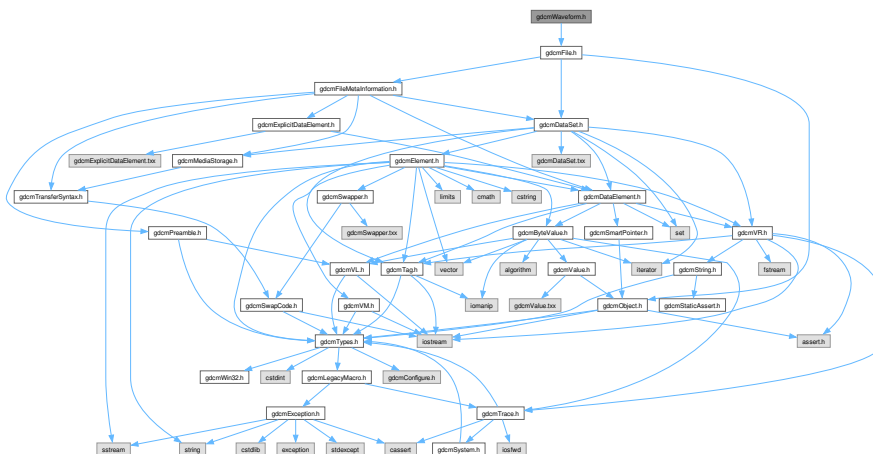 gdcmWaveform.h
gdcmFile.h
gdcmFileMetaInformation.h
gdcmExplicitDataElement.h
gdcmDataSet.h
gdcmExplicitDataElement.txx
gdcmMediaStorage.h
gdcmElement.h
gdcmDataSet.txx
gdcmTransferSyntax.h
gdcmSwapper.h
limits
cmath
cstring
gdcmDataElement.h
gdcmPreamble.h
gdcmSwapper.txx
gdcmByteValue.h
gdcmSmartPointer.h
set
gdcmVR.h
gdcmVL.h
gdcmTag.h
vector
algorithm
gdcmValue.h
iterator
gdcmString.h
fstream
gdcmSwapCode.h
gdcmVM.h
iomanip
gdcmValue.txx
gdcmObject.h
gdcmStaticAssert.h
gdcmTypes.h
iostream
assert.h
gdcmWin32.h
cstdint
gdcmLegacyMacro.h
gdcmConfigure.h
gdcmException.h
gdcmTrace.h
sstream
string
cstdlib
exception
stdexcept
cassert
gdcmSystem.h
iosfwd